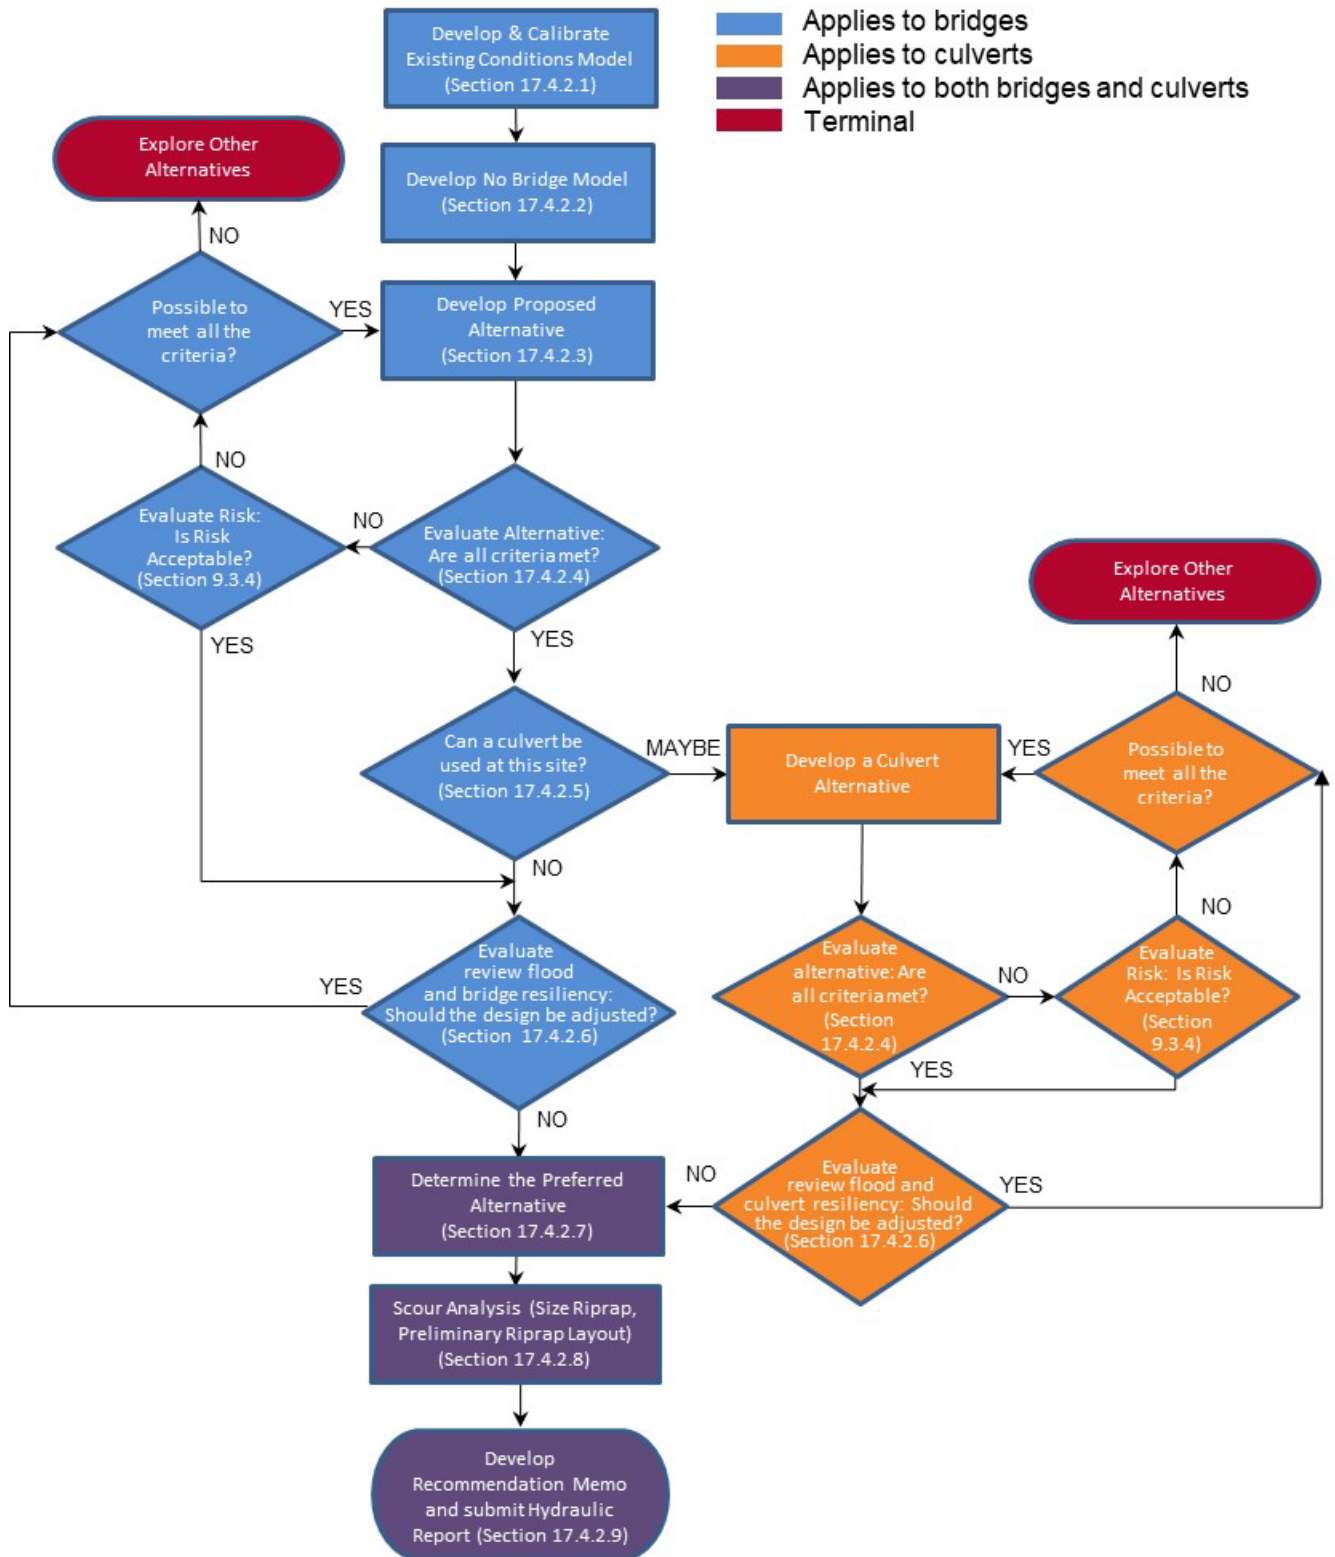 Develop & Calibrate
Existing Conditions Model
(Section 17.4.2.1)
Applies to bridges
Applies to culverts
Applies to both bridges and culverts
Terminal
Explore Other
Alternatives
Develop No Bridge Model
(Section 17.4.2.2)
NO
Possible to
meet all the
criteria?
YES
Develop Proposed
Alternative
(Section 17.4.2.3)
NO
Evaluate Risk:
Is Risk
Acceptable?
(Section 9.3.4)
NO
Evaluate Alternative:
Are all criteria met?
(Section 17.4.2.4)
YES
YES
Explore Other
Alternatives
NO
Can a culvert be
used at this site?
(Section 17.4.2.5)
MAYBE
Develop a Culvert
Alternative
YES
Possible to
meet all the
criteria?
NO
NO
Evaluate
review flood
and bridge resiliency:
Should the design be adjusted?
(Section 17.4.2.6)
YES
Evaluate
alternative: Are
all criteria met?
(Section
17.4.2.4)
NO
Evaluate
Risk: Is Risk
Acceptable?
(Section
9.3.4)
YES
NO
Determine the Preferred
Alternative
(Section 17.4.2.7)
NO
Evaluate
review flood and
culvert resiliency: Should
the design be adjusted?
(Section 17.4.2.6)
YES
Scour Analysis (Size Riprap,
Preliminary Riprap Layout)
(Section 17.4.2.8)
Develop
Recommendation Memo
and submit Hydraulic
Report (Section 17.4.2.9)